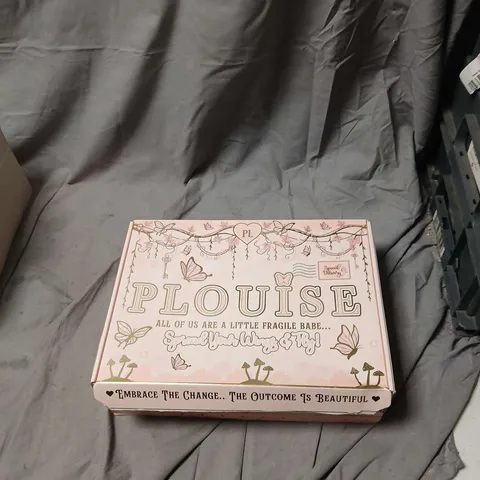 PL
PLOUISE
ALL OF US ARE A LITTLE FRAGILE BABE...
Spread Your Wings & Fly!
♥ EMBRACE THE CHANGE.. THE OUTCOME IS BEAUTIFUL ♥